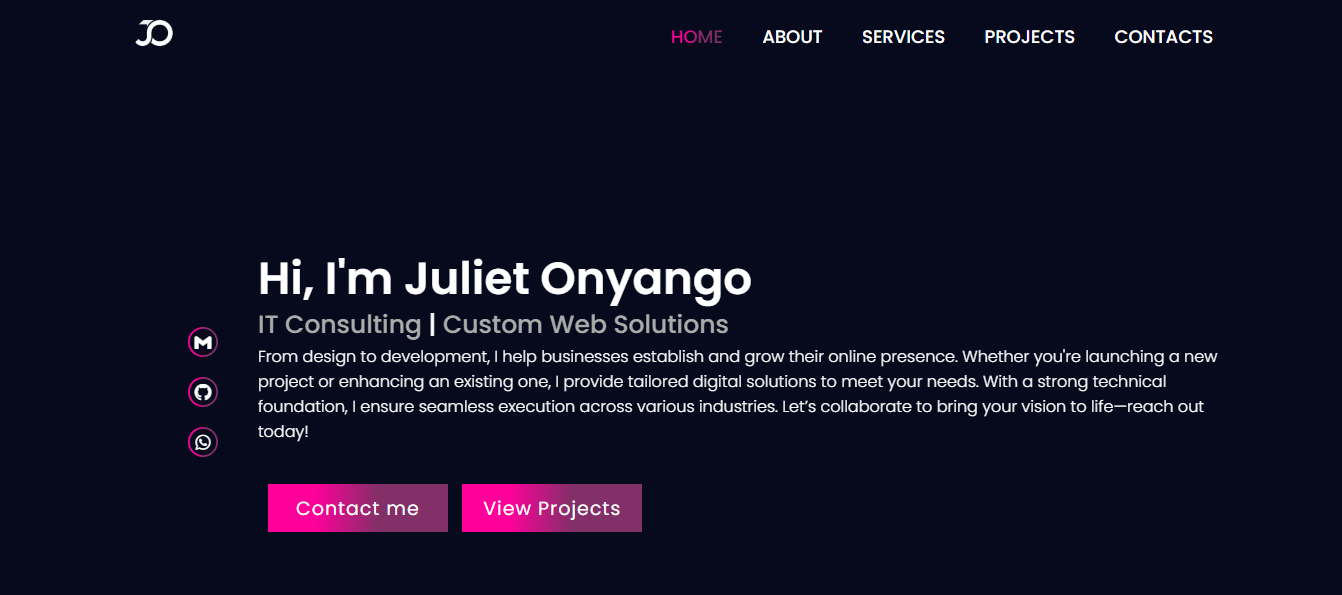 JO
HOME ABOUT SERVICES PROJECTS CONTACTS
Hi, I'm Juliet Onyango
IT Consulting | Custom Web Solutions
From design to development, I help businesses establish and grow their online presence. Whether you're launching a new
project or enhancing an existing one, I provide tailored digital solutions to meet your needs. With a strong technical
foundation, I ensure seamless execution across various industries. Let’s collaborate to bring your vision to life—reach out
today!
Contact me View Projects